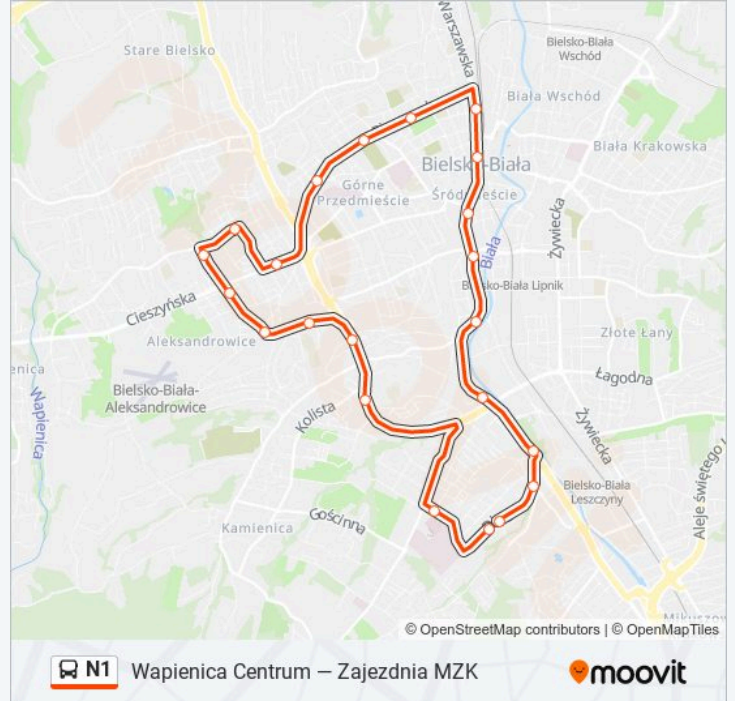 Warszawska
Stare Bielsko
Bielsko-Biała
Wschód
Biała Wschód
Biała Krakowska
Bielsko-Biała
Górne
Przedmieście
Śródmieście
Żywiecka
Biała
Bielsko-Biała Lipnik
Cieszyńska
Aleksandrowice
Złote Łany
Łagodna
Wapienica
Bielsko-Biała-
Aleksandrowice
Kolista
Żywiecka
Bielsko-Biała
Leszczyny
Aleje świętego
Gościnna
Kamienica
© OpenStreetMap contributors | © OpenMapTiles
N1
Wapienica Centrum – Zajezdnia MZK
moovit